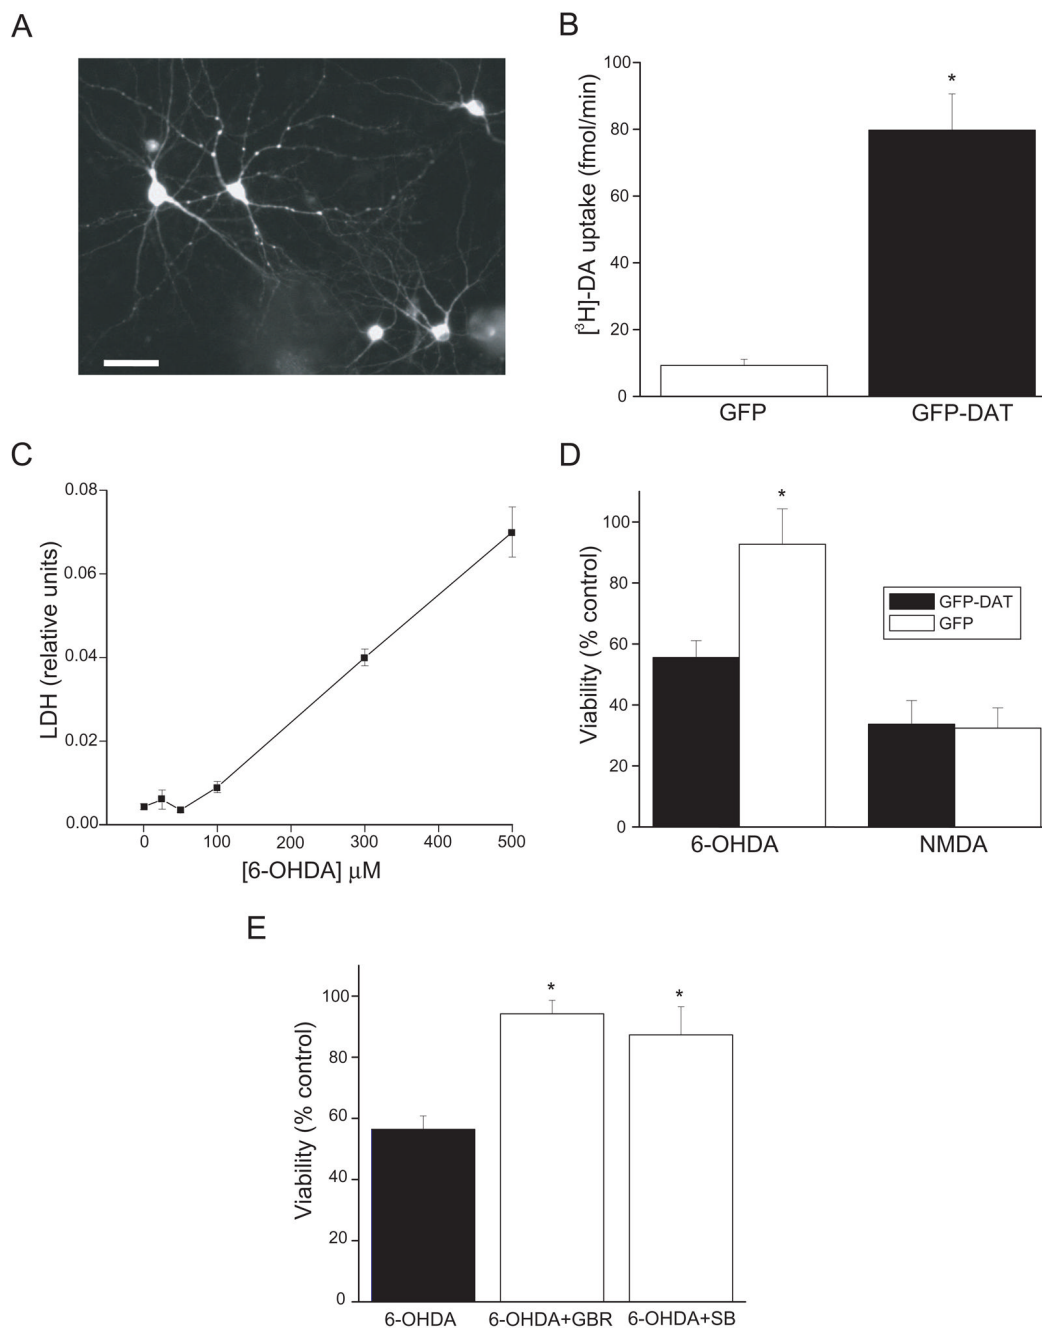 A
B
[³H]-DA uptake (fmol/min)
100
80
60
40
20
0
*
GFP
GFP-DAT
C
LDH (relative units)
0.08
0.06
0.04
0.02
0.00
0
100
200
300
400
500
[6-OHDA] μM
D
Viability (% control)
100
80
60
40
20
0
*
GFP-DAT
GFP
6-OHDA
NMDA
E
Viability (% control)
100
80
60
40
20
0
*
*
6-OHDA
6-OHDA+GBR
6-OHDA+SB